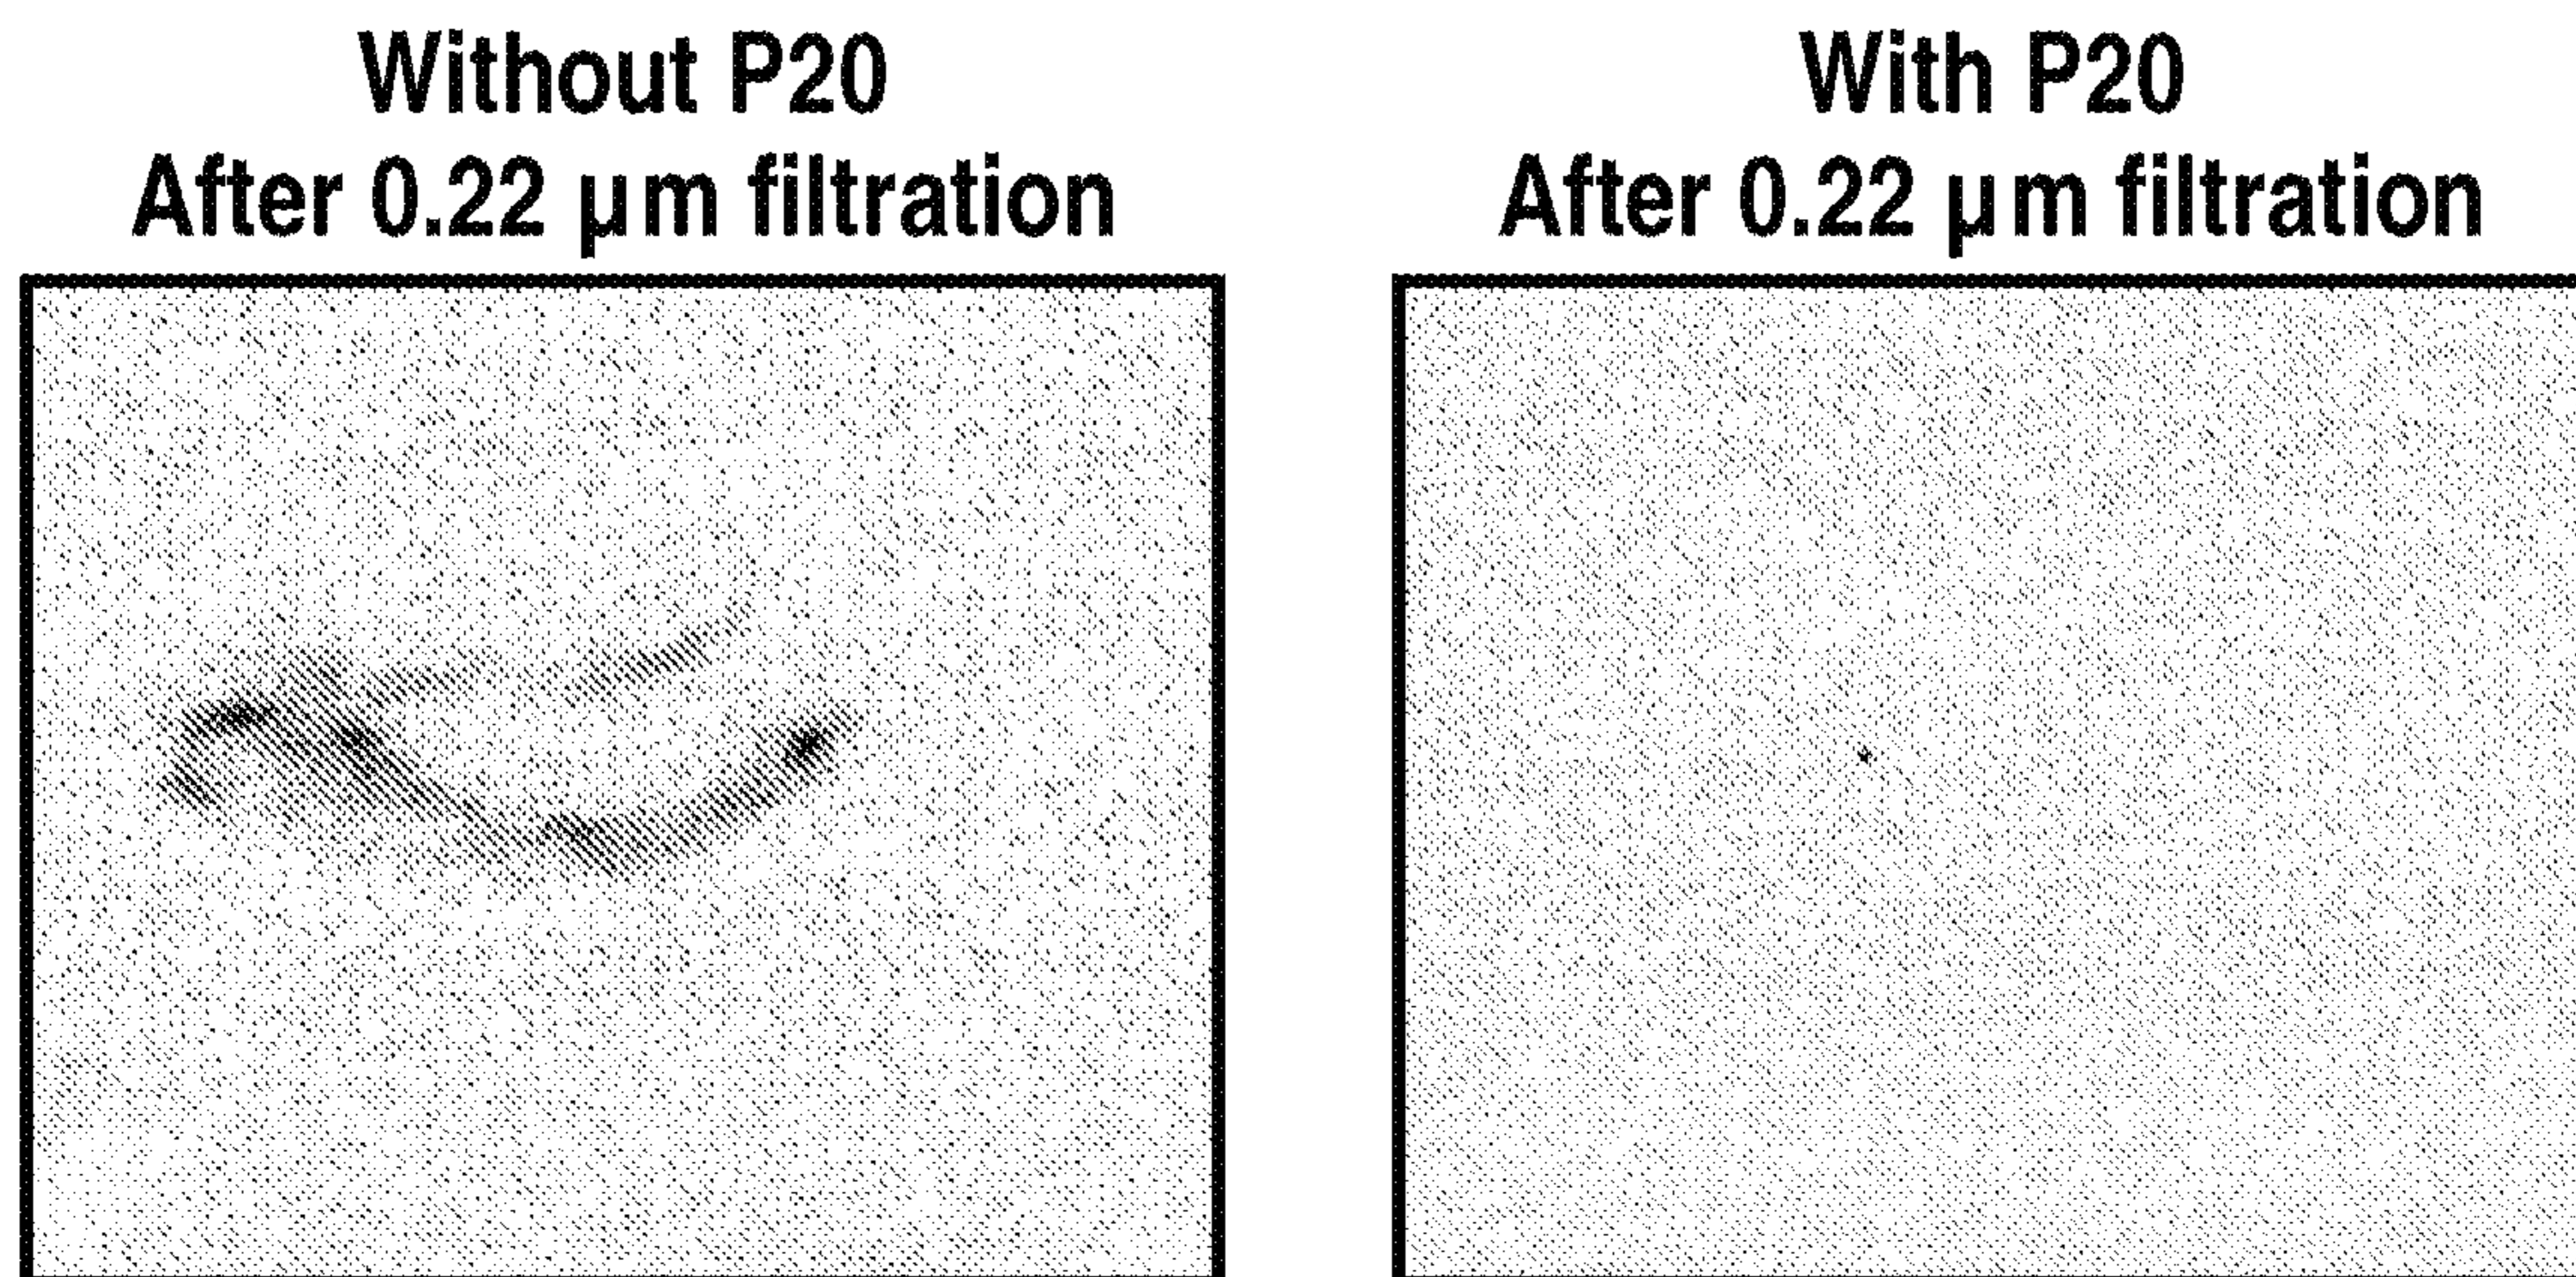 Without P20
After 0.22 µm filtration
With P20
After 0.22 µm filtration